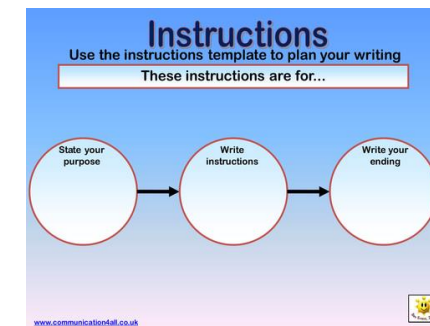 Instructions
Use the instructions template to plan your writing
These instructions are for...
State your
purpose
Write
instructions
Write your
ending
www.communication4all.co.uk